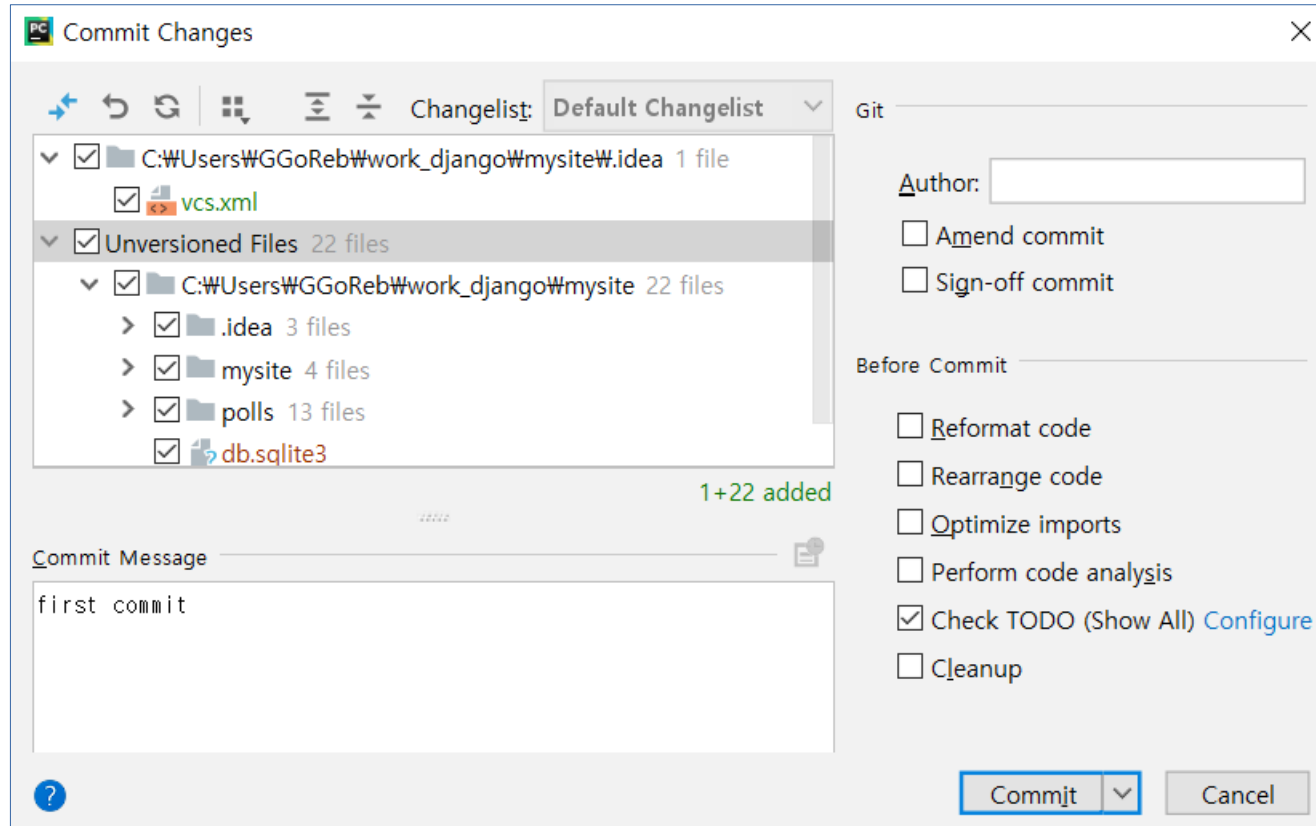 PC Commit Changes
Changelist: Default Changelist
C:₩Users₩GGoReb₩work_django₩mysite₩.idea 1 file
vcs.xml
Unversioned Files 22 files
C:₩Users₩GGoReb₩work_django₩mysite 22 files
.idea 3 files
mysite 4 files
polls 13 files
db.sqlite3
1+22 added
Commit Message
first commit
Git
Author:
Amend commit
Sign-off commit
Before Commit
Reformat code
Rearrange code
Optimize imports
Perform code analysis
Check TODO (Show All) Configure
Cleanup
?
Commit
Cancel